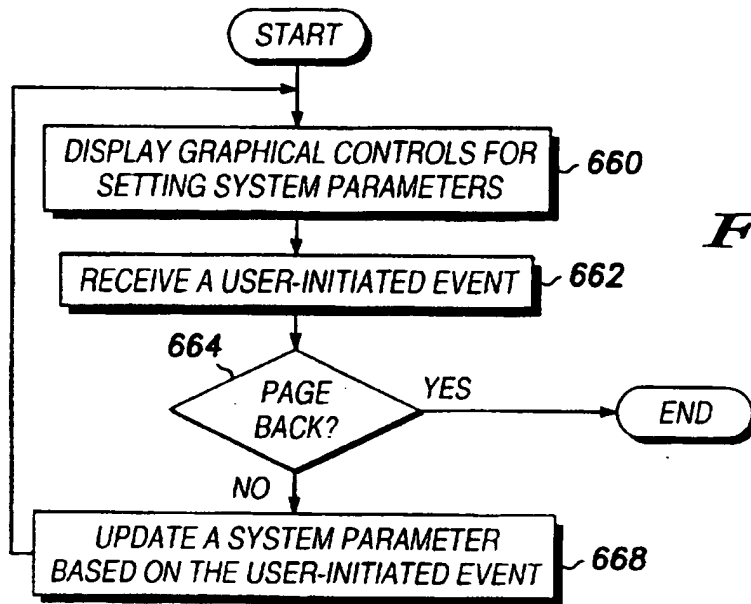 START
DISPLAY GRAPHICAL CONTROLS FOR
SETTING SYSTEM PARAMETERS
660
F
RECEIVE A USER-INITIATED EVENT
662
664
PAGE
BACK?
YES
END
NO
UPDATE A SYSTEM PARAMETER
BASED ON THE USER-INITIATED EVENT
668